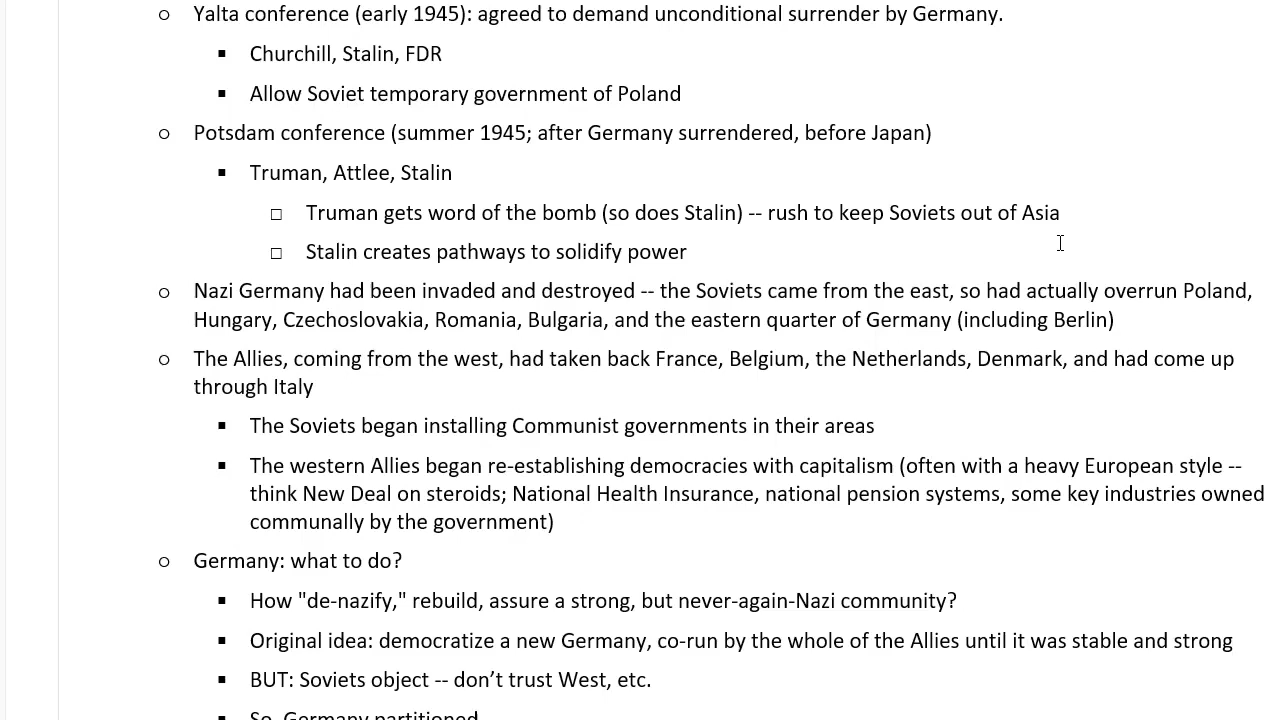 Yalta conference (early 1945): agreed to demand unconditional surrender by Germany.
Churchill, Stalin, FDR
Allow Soviet temporary government of Poland
Potsdam conference (summer 1945; after Germany surrendered, before Japan)
Truman, Attlee, Stalin
Truman gets word of the bomb (so does Stalin) -- rush to keep Soviets out of Asia
Stalin creates pathways to solidify power
Nazi Germany had been invaded and destroyed -- the Soviets came from the east, so had actually overrun Poland,
Hungary, Czechoslovakia, Romania, Bulgaria, and the eastern quarter of Germany (including Berlin)
The Allies, coming from the west, had taken back France, Belgium, the Netherlands, Denmark, and had come up
through Italy
The Soviets began installing Communist governments in their areas
The western Allies began re-establishing democracies with capitalism (often with a heavy European style --
think New Deal on steroids; National Health Insurance, national pension systems, some key industries owned
communally by the government)
Germany: what to do?
How "de-nazify," rebuild, assure a strong, but never-again-Nazi community?
Original idea: democratize a new Germany, co-run by the whole of the Allies until it was stable and strong
BUT: Soviets object -- don’t trust West, etc.
So, Germany partitioned